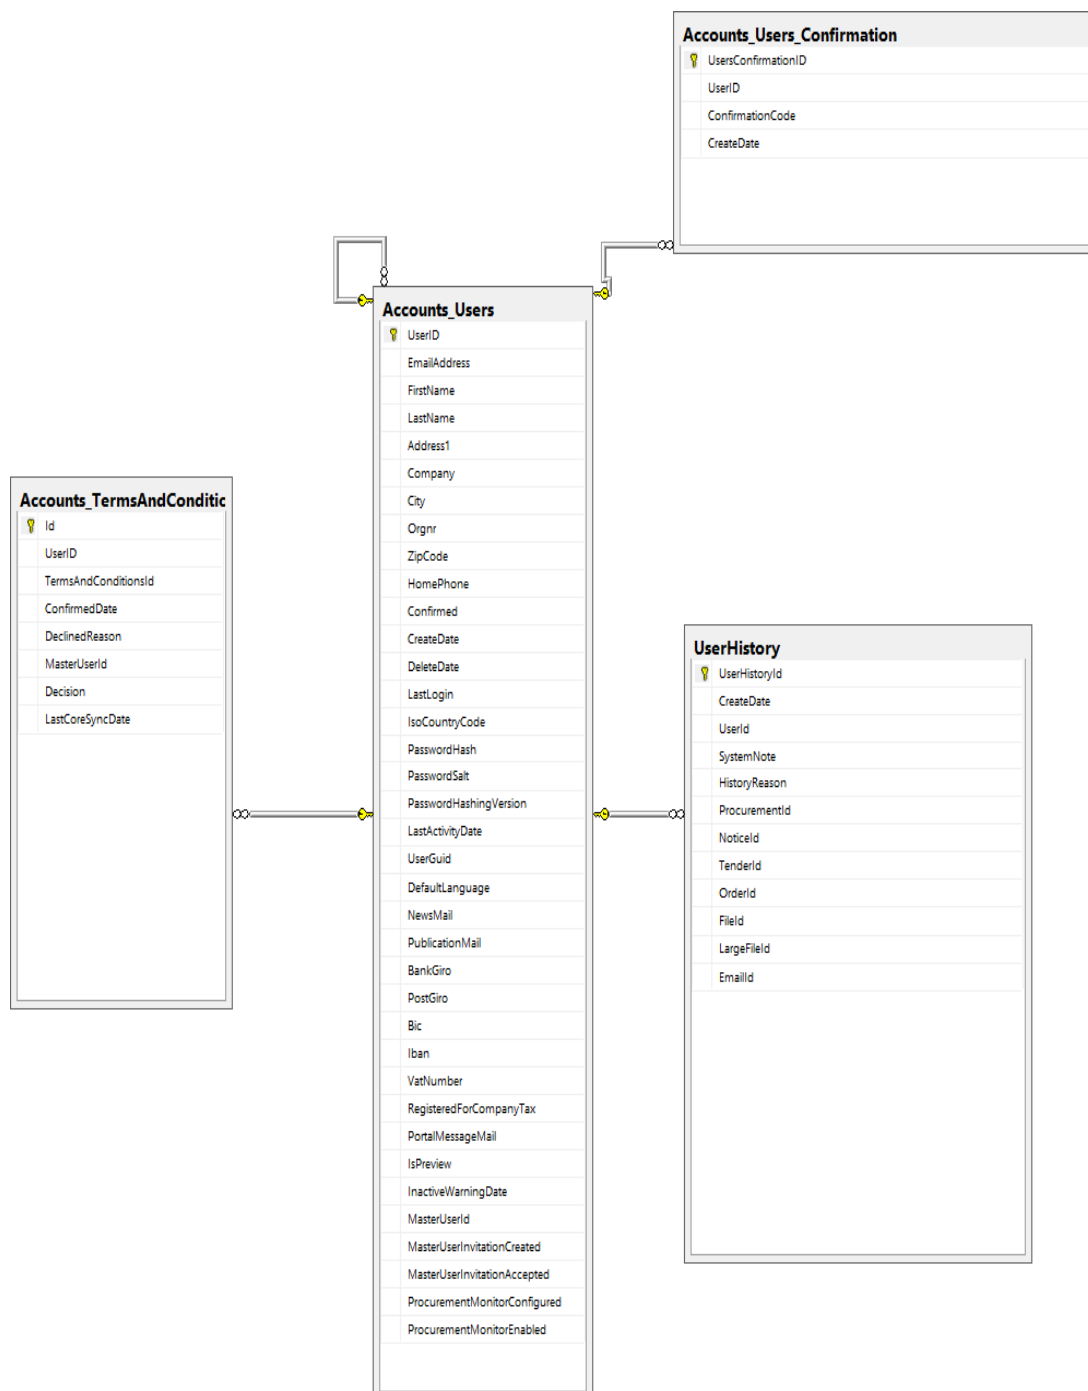 Accounts_Users_Confirmation
UsersConfirmationID
UserID
ConfirmationCode
CreateDate
Accounts_Users
UserID
EmailAddress
FirstName
LastName
Address1
Company
City
Orgnr
ZipCode
HomePhone
Confirmed
CreateDate
DeleteDate
LastLogin
IsoCountryCode
PasswordHash
PasswordSalt
PasswordHashingVersion
LastActivityDate
UserGuid
DefaultLanguage
NewsMail
PublicationMail
BankGiro
PostGiro
Bic
Iban
VatNumber
RegisteredForCompanyTax
PortalMessageMail
IsPreview
InactiveWarningDate
MasterUserId
MasterUserInvitationCreated
MasterUserInvitationAccepted
ProcurementMonitorConfigured
ProcurementMonitorEnabled
Accounts_TermsAndConditic
Id
UserID
TermsAndConditionsId
ConfirmedDate
DeclinedReason
MasterUserId
Decision
LastCoreSyncDate
UserHistory
UserHistoryId
CreateDate
UserId
SystemNote
HistoryReason
ProcurementId
NoticeId
TenderId
OrderId
FileId
LargeFileId
EmailId